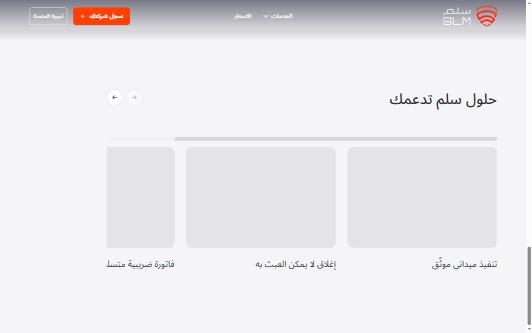 سلم
SLM
الخدمات
الأسعار
سجل شركتك
تجربة المنصة
حلول سلم تدعمك
تنفيذ ميداني موثّق
إغلاق لا يمكن العبث به
فاتورة ضريبية متسل